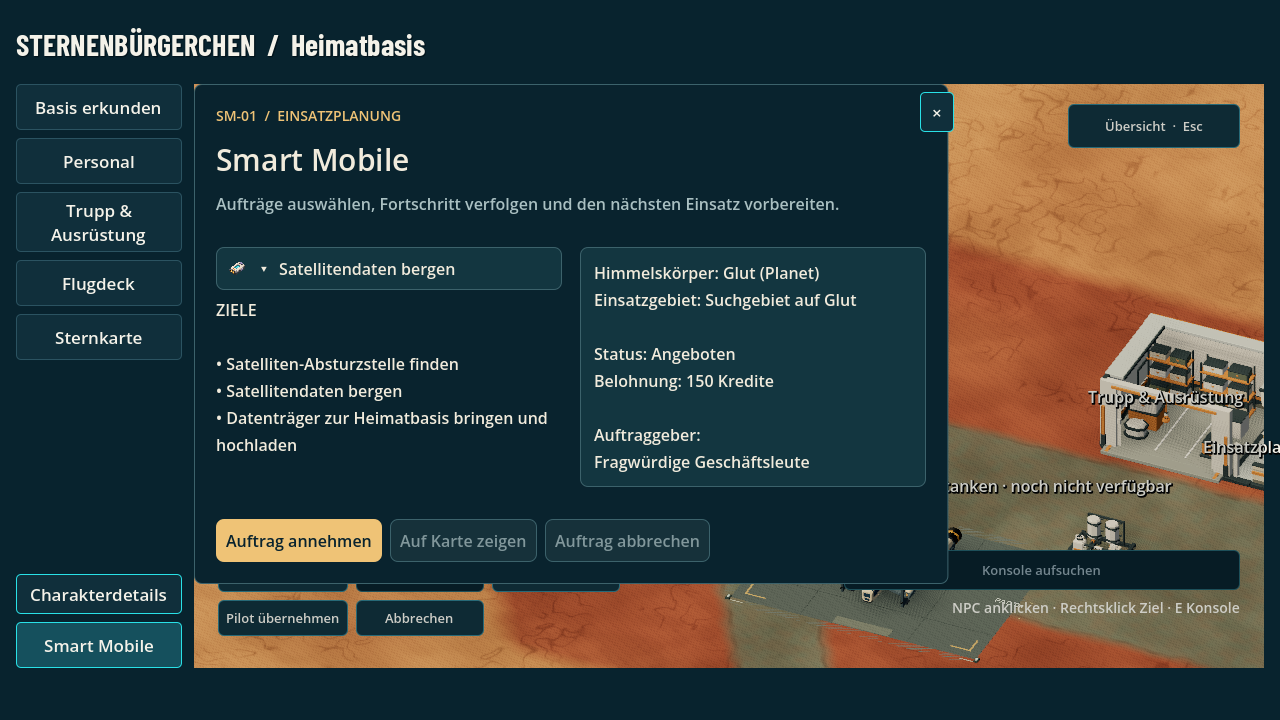 STERNENBÜRGERCHEN / Heimatbasis
Basis erkunden
Personal
Trupp &
Ausrüstung
Flugdeck
Sternkarte
Charakterdetails
Smart Mobile
SM-01 / EINSATZPLANUNG
×
Smart Mobile
Aufträge auswählen, Fortschritt verfolgen und den nächsten Einsatz vorbereiten.
▾ Satellitendaten bergen
ZIELE
• Satelliten-Absturzstelle finden
• Satellitendaten bergen
• Datenträger zur Heimatbasis bringen und
hochladen
Himmelskörper: Glut (Planet)
Einsatzgebiet: Suchgebiet auf Glut
Status: Angeboten
Belohnung: 150 Kredite
Auftraggeber:
Fragwürdige Geschäftsleute
Auftrag annehmen
Auf Karte zeigen
Auftrag abbrechen
Übersicht · Esc
Trupp & Ausrüstung
Einsatzpla
anken · noch nicht verfügbar
Konsole aufsuchen
NPC anklicken · Rechtsklick Ziel · E Konsole
Pilot übernehmen
Abbrechen